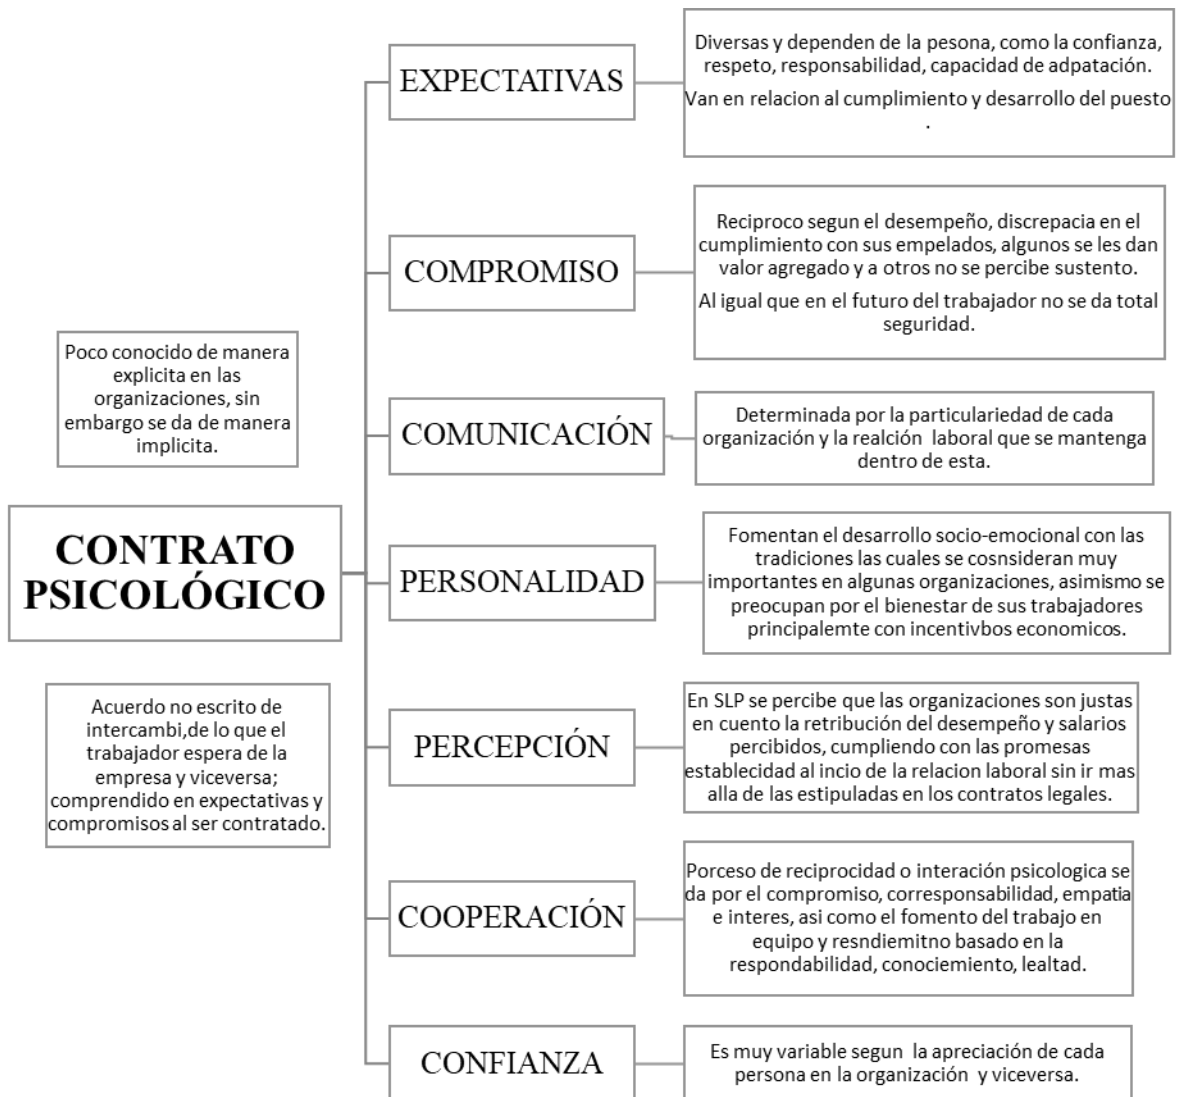 Poco conocido de manera
explicita en las
organizaciones, sin
embargo se da de manera
implicita.
CONTRATO
PSICOLÓGICO
Acuerdo no escrito de
intercambi,de lo que el
trabajador espera de la
empresa y viceversa;
comprendido en expectativas y
compromisos al ser contratado.
EXPECTATIVAS
Diversas y dependen de la pesona, como la confianza,
respeto, responsabilidad, capacidad de adpatación.
Van en relacion al cumplimiento y desarrollo del puesto
.
COMPROMISO
Reciproco segun el desempeño, discrepacia en el
cumplimiento con sus empelados, algunos se les dan
valor agregado y a otros no se percibe sustento.
Al igual que en el futuro del trabajador no se da total
seguridad.
COMUNICACIÓN
Determinada por la particulariedad de cada
organización y la realción laboral que se mantenga
dentro de esta.
PERSONALIDAD
Fomentan el desarrollo socio-emocional con las
tradiciones las cuales se cosnsideran muy
importantes en algunas organizaciones, asimismo se
preocupan por el bienestar de sus trabajadores
principalemte con incentivbos economicos.
PERCEPCIÓN
En SLP se percibe que las organizaciones son justas
en cuento la retribución del desempeño y salarios
percibidos, cumpliendo con las promesas
establecidad al incio de la relacion laboral sin ir mas
alla de las estipuladas en los contratos legales.
COOPERACIÓN
Porceso de reciprocidad o interación psicologica se
da por el compromiso, corresponsabilidad, empatia
e interes, asi como el fomento del trabajo en
equipo y resndiemitno basado en la
respondabilidad, conociemiento, lealtad.
CONFIANZA
Es muy variable segun la apreciación de cada
persona en la organización y viceversa.